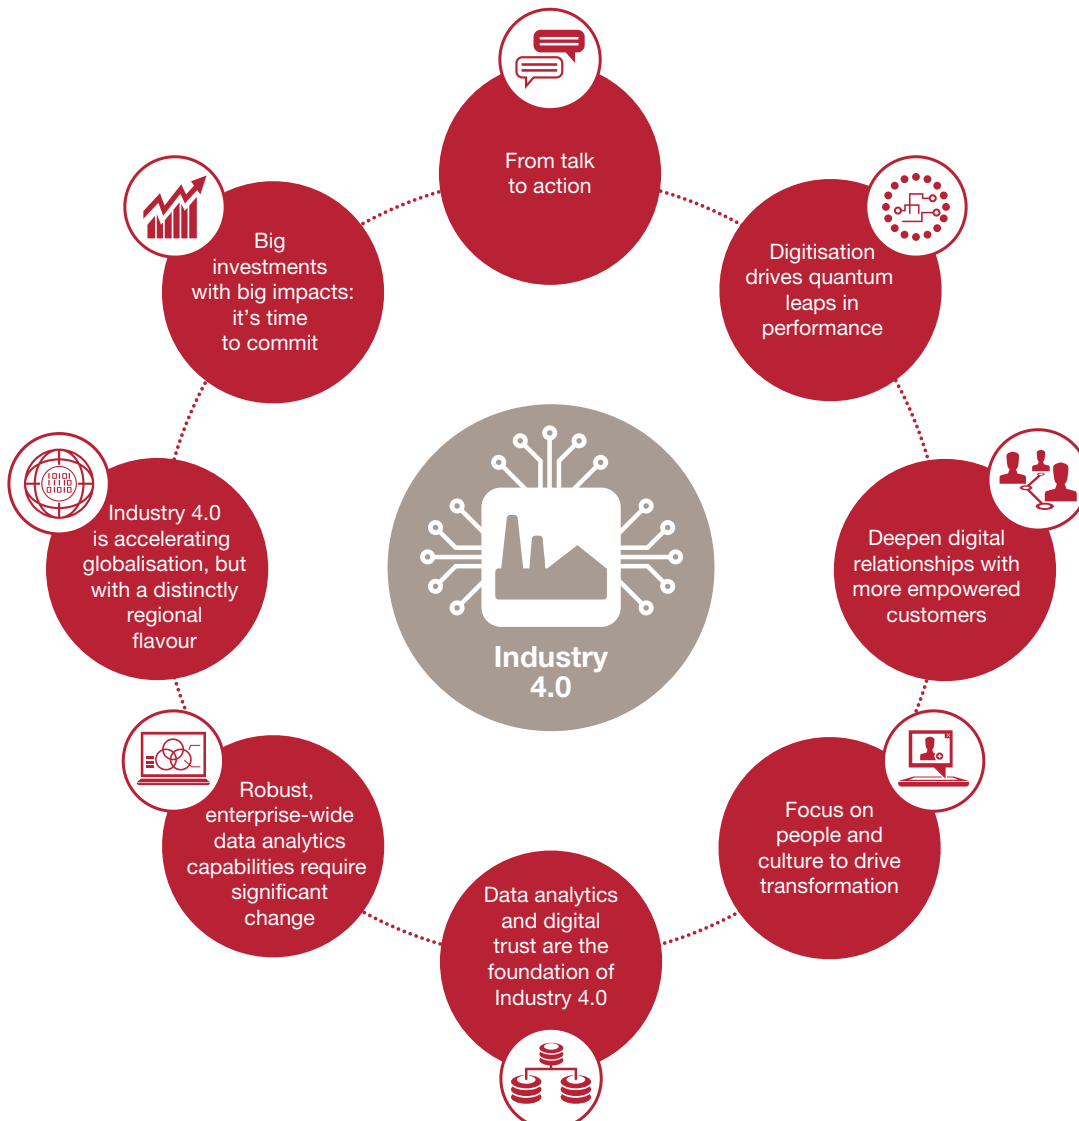 From talk
to action
Digitisation
drives quantum
leaps in
performance
Deepen digital
relationships with
more empowered
customers
Focus on
people and
culture to drive
transformation
Data analytics
and digital
trust are the
foundation of
Industry 4.0
Robust,
enterprise-wide
data analytics
capabilities require
significant
change
Industry 4.0
is accelerating
globalisation, but
with a distinctly
regional
flavour
10101
11110
01010
Big
investments
with big impacts:
it's time
to commit
Industry
4.0